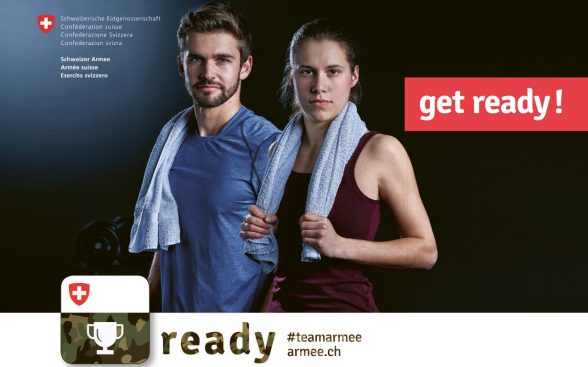 Schweizerische Eidgenossenschaft
Confédération suisse
Confederazione Svizzera
Confederaziun svizra
Schweizer Armee
Armée suisse
Esercito svizzero
get ready!
ready
#teamarmee
armee.ch